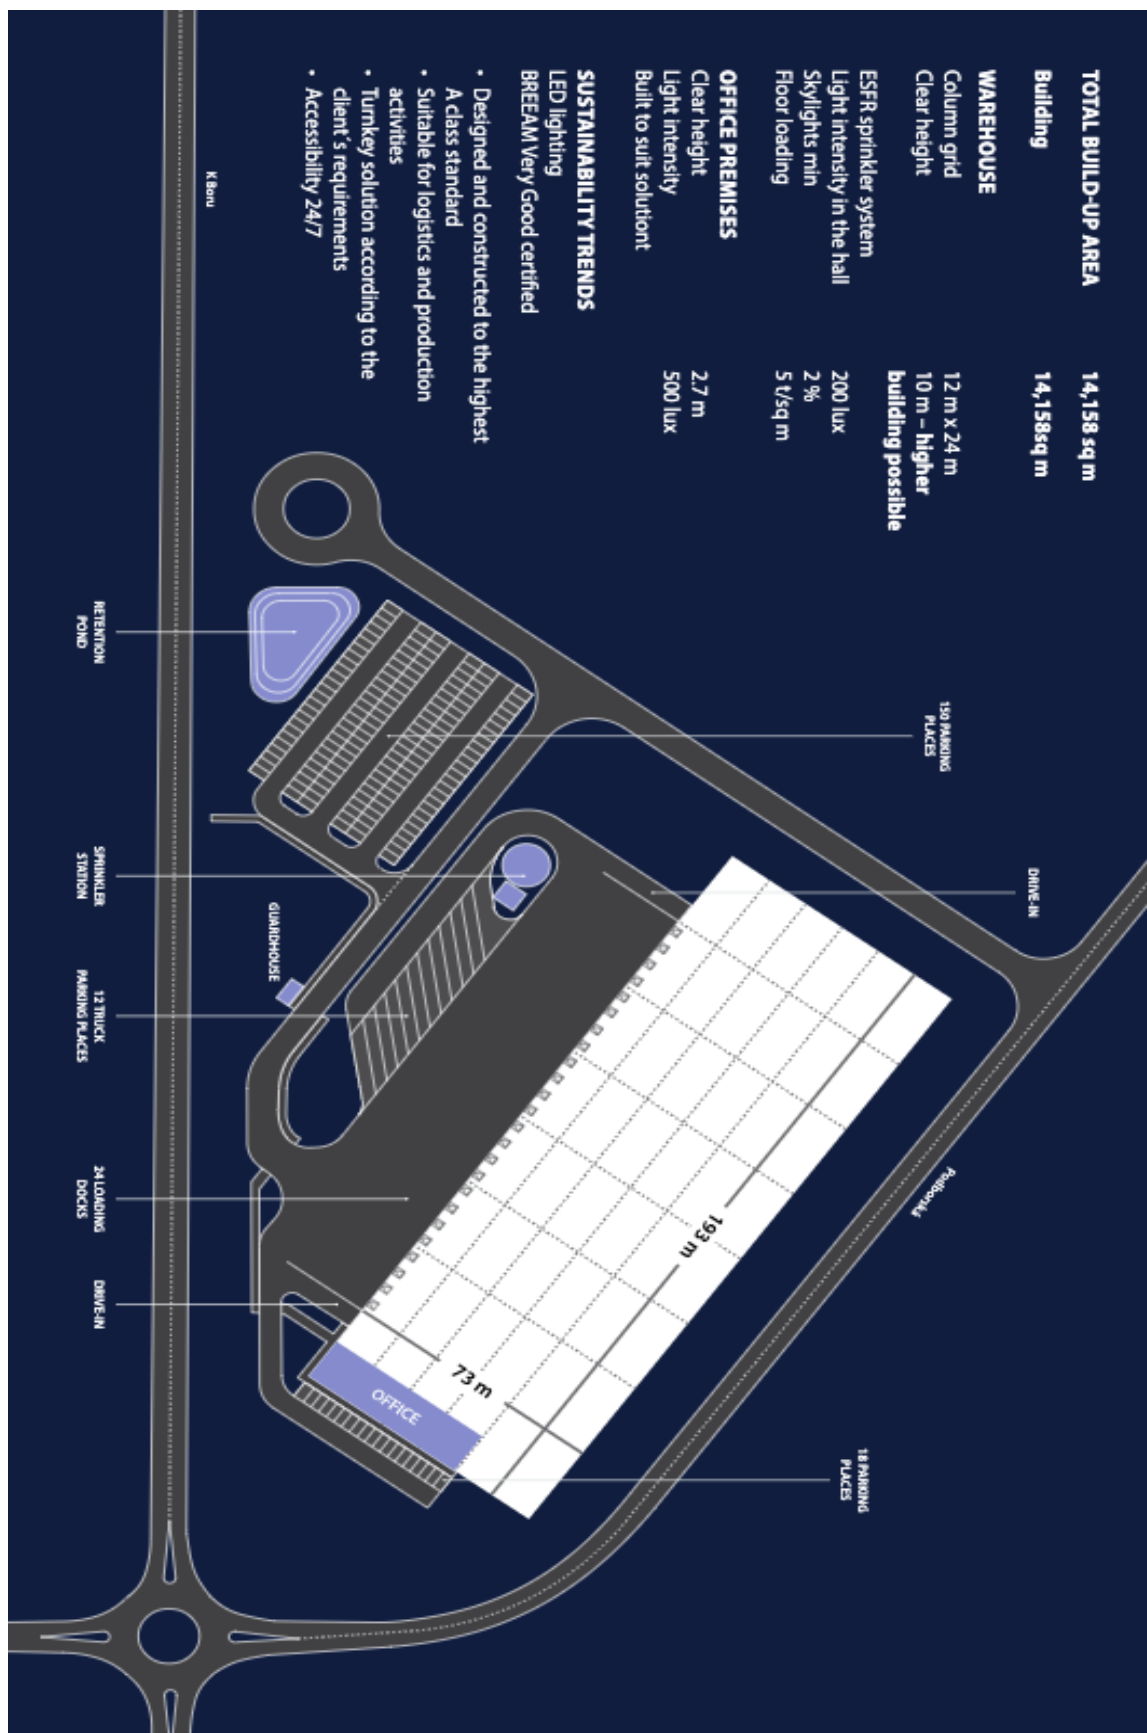 TOTAL BUILD-UP AREA 14,158 sq m
Building 14,158sq m
WAREHOUSE
Column grid 12 m x 24 m
Clear height 10 m – higher
building possible
ESFR sprinkler system
Light intensity in the hall 200 lux
Skylights min 2 %
Floor loading 5 t/sq m
OFFICE PREMISES
Clear height 2.7 m
Light intensity 500 lux
Built to suit solutiont
SUSTAINABILITY TRENDS
LED lighting
BREEAM Very Good certified
• Designed and constructed to the highest
A class standard
• Suitable for logistics and production
activities
• Turnkey solution according to the
client's requirements
• Accessibility 24/7
150 PARKING
PLACES
DRIVE-IN
18 PARKING
PLACES
Podborská
193 m
73 m
OFFICE
GUARDHOUSE
K Boru
RETENTION
POND
SPRINKLER
STATION
12 TRUCK
PARKING PLACES
24 LOADING
DOCKS
DRIVE-IN